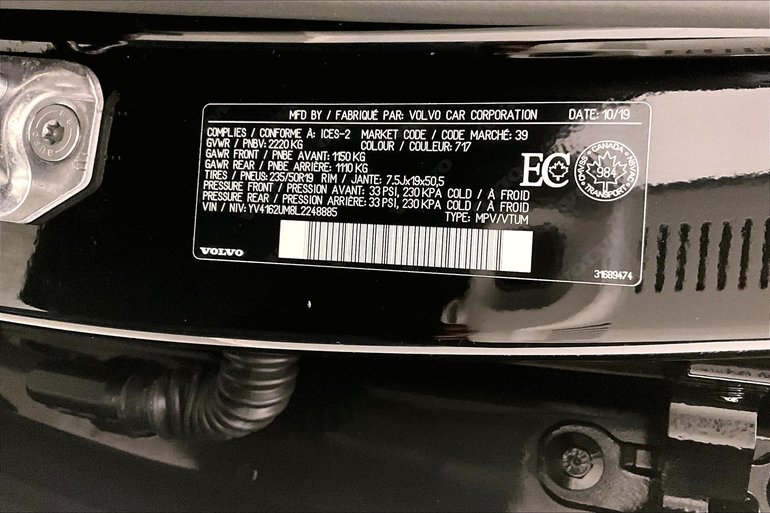 MFD BY / FABRIQUÉ PAR: VOLVO CAR CORPORATION DATE: 10/19
COMPLIES / CONFORME À: ICES-2 MARKET CODE / CODE MARCHÉ: 39
GVWR / PNBV: 2220 KG COLOUR / COULEUR: 717
GAWR FRONT / PNBE AVANT: 1150 KG
GAWR REAR / PNBE ARRIÈRE: 1110 KG
TIRES / PNEUS: 235/50R19 RIM / JANTE: 7.5Jx19x50,5
PRESSURE FRONT / PRESSION AVANT: 33 PSI, 230 KPA COLD / À FROID
PRESSURE REAR / PRESSION ARRIÈRE: 33 PSI, 230 KPA COLD / À FROID
VIN / NIV: YV4162UM8L2248885 TYPE: MPV/VTUM
EC
CANADA
984
TRANSPORT
CMVSS
NSVAC
VOLVO
31689474